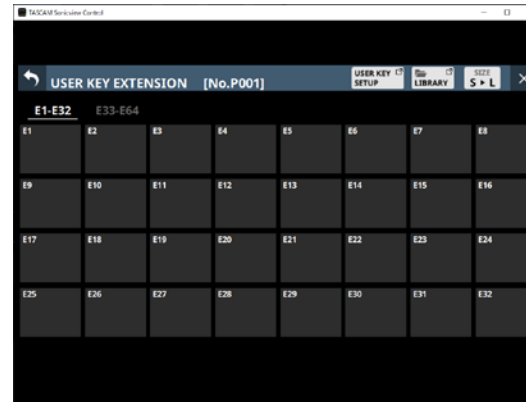 TASCAM Sonicview Control
USER KEY EXTENSION [No.P001]
USER KEY SETUP
LIBRARY
SIZE
S ▸ L
E1-E32 E33-E64
E1 E2 E3 E4 E5 E6 E7 E8
E9 E10 E11 E12 E13 E14 E15 E16
E17 E18 E19 E20 E21 E22 E23 E24
E25 E26 E27 E28 E29 E30 E31 E32